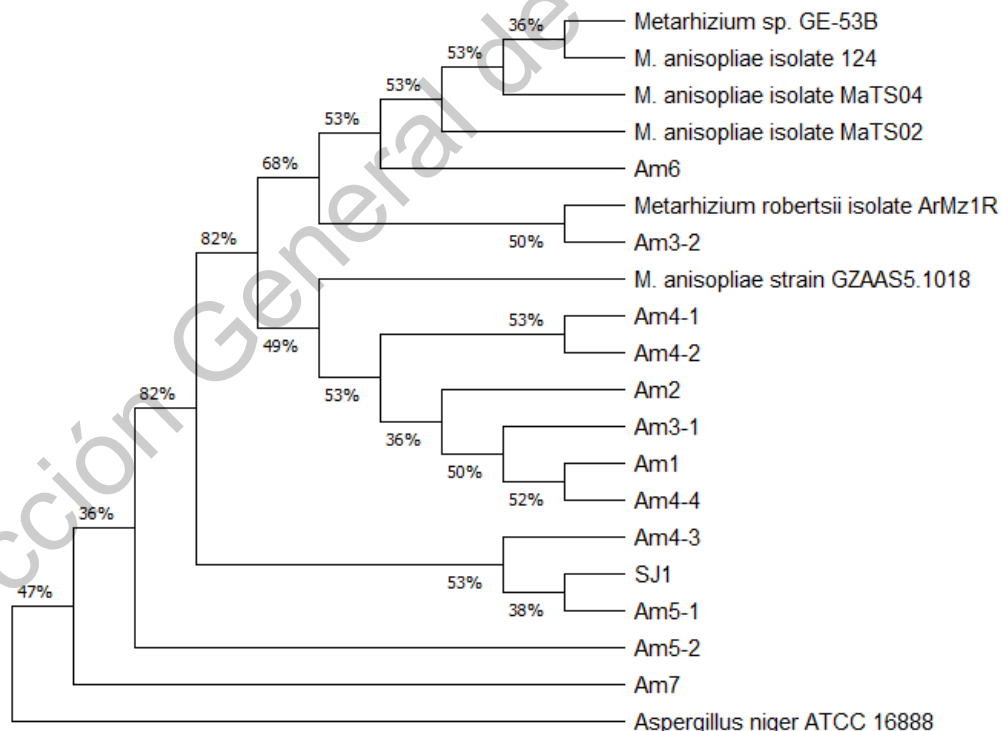 36%
Metarhizium sp. GE-53B
53%
M. anisopliae isolate 124
53%
M. anisopliae isolate MaTS04
53%
M. anisopliae isolate MaTS02
68%
Am6
82%
Metarhizium robertsii isolate ArMz1R
50%
Am3-2
M. anisopliae strain GZAAS5.1018
49%
53%
Am4-1
Am4-2
82%
53%
Am2
36%
Am3-1
50%
Am1
52%
Am4-4
36%
Am4-3
53%
SJ1
47%
38%
Am5-1
Am5-2
Am7
Aspergillus niger ATCC 16888
General de